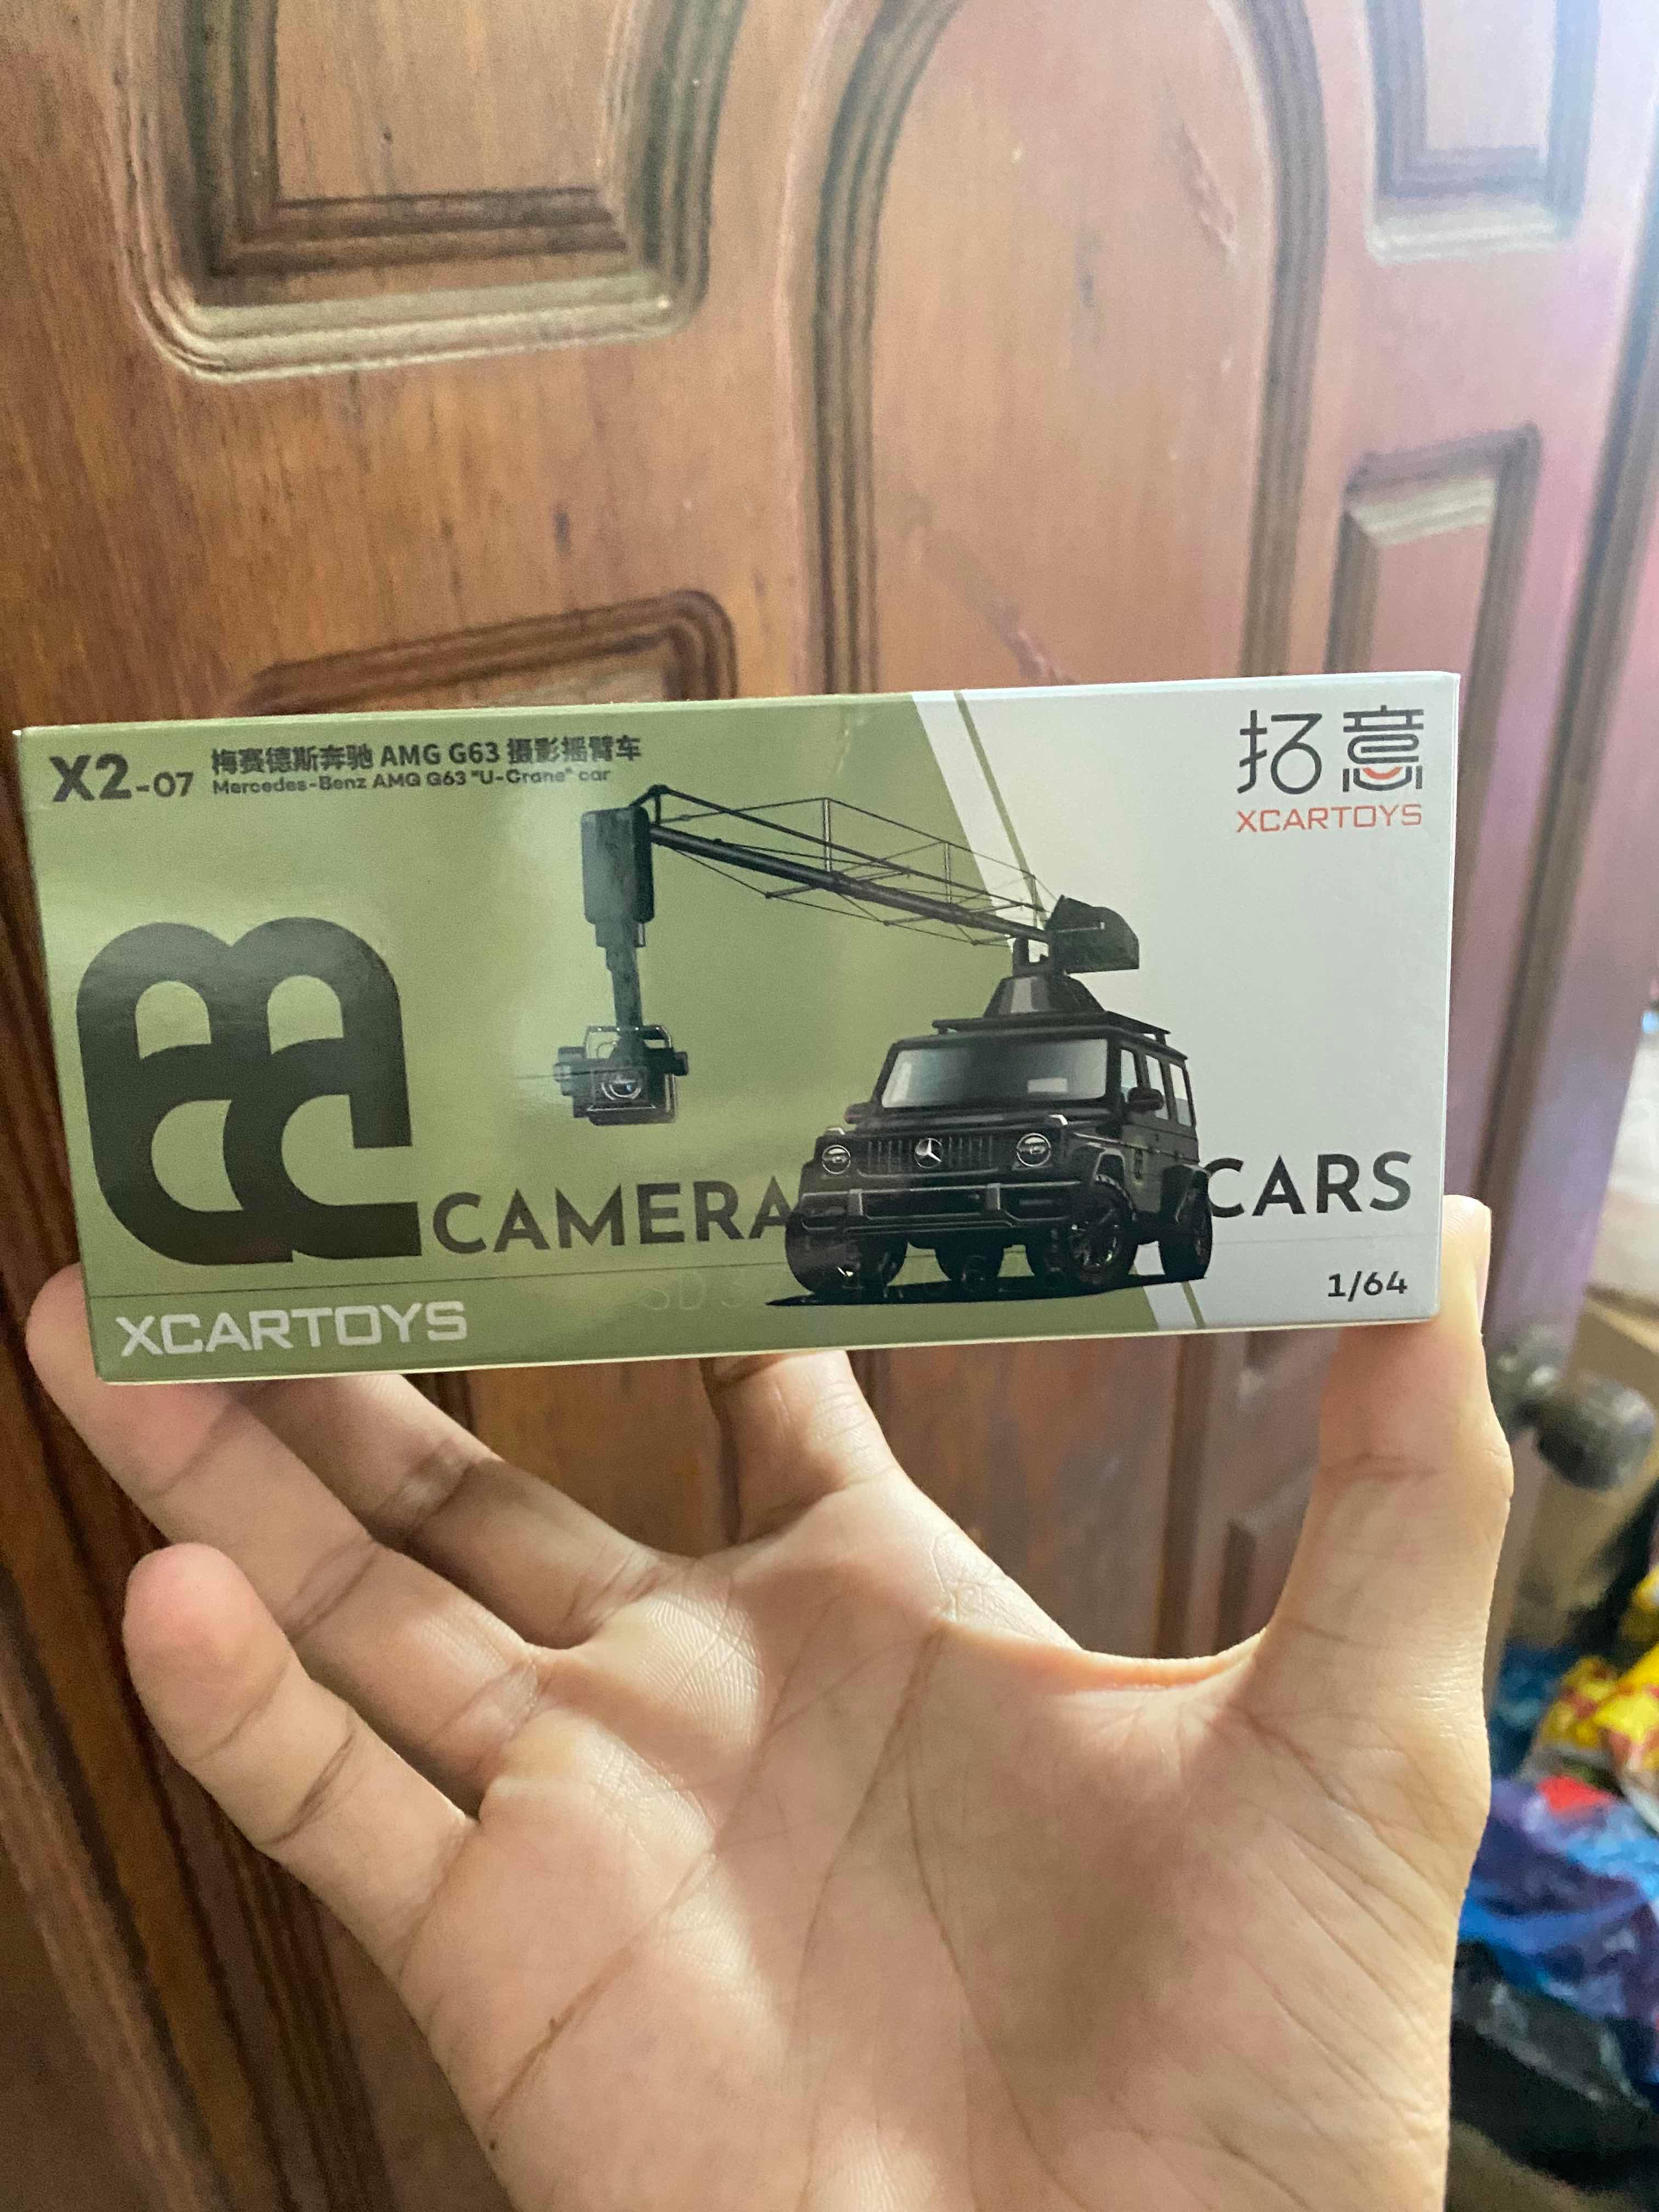 X2-07
梅赛德斯奔驰 AMG G63 摄影摇臂车
Mercedes-Benz AMG G63 "U-Crane" car
拓意
XCARTOYS
CAMERA CARS
1/64
XCARTOYS